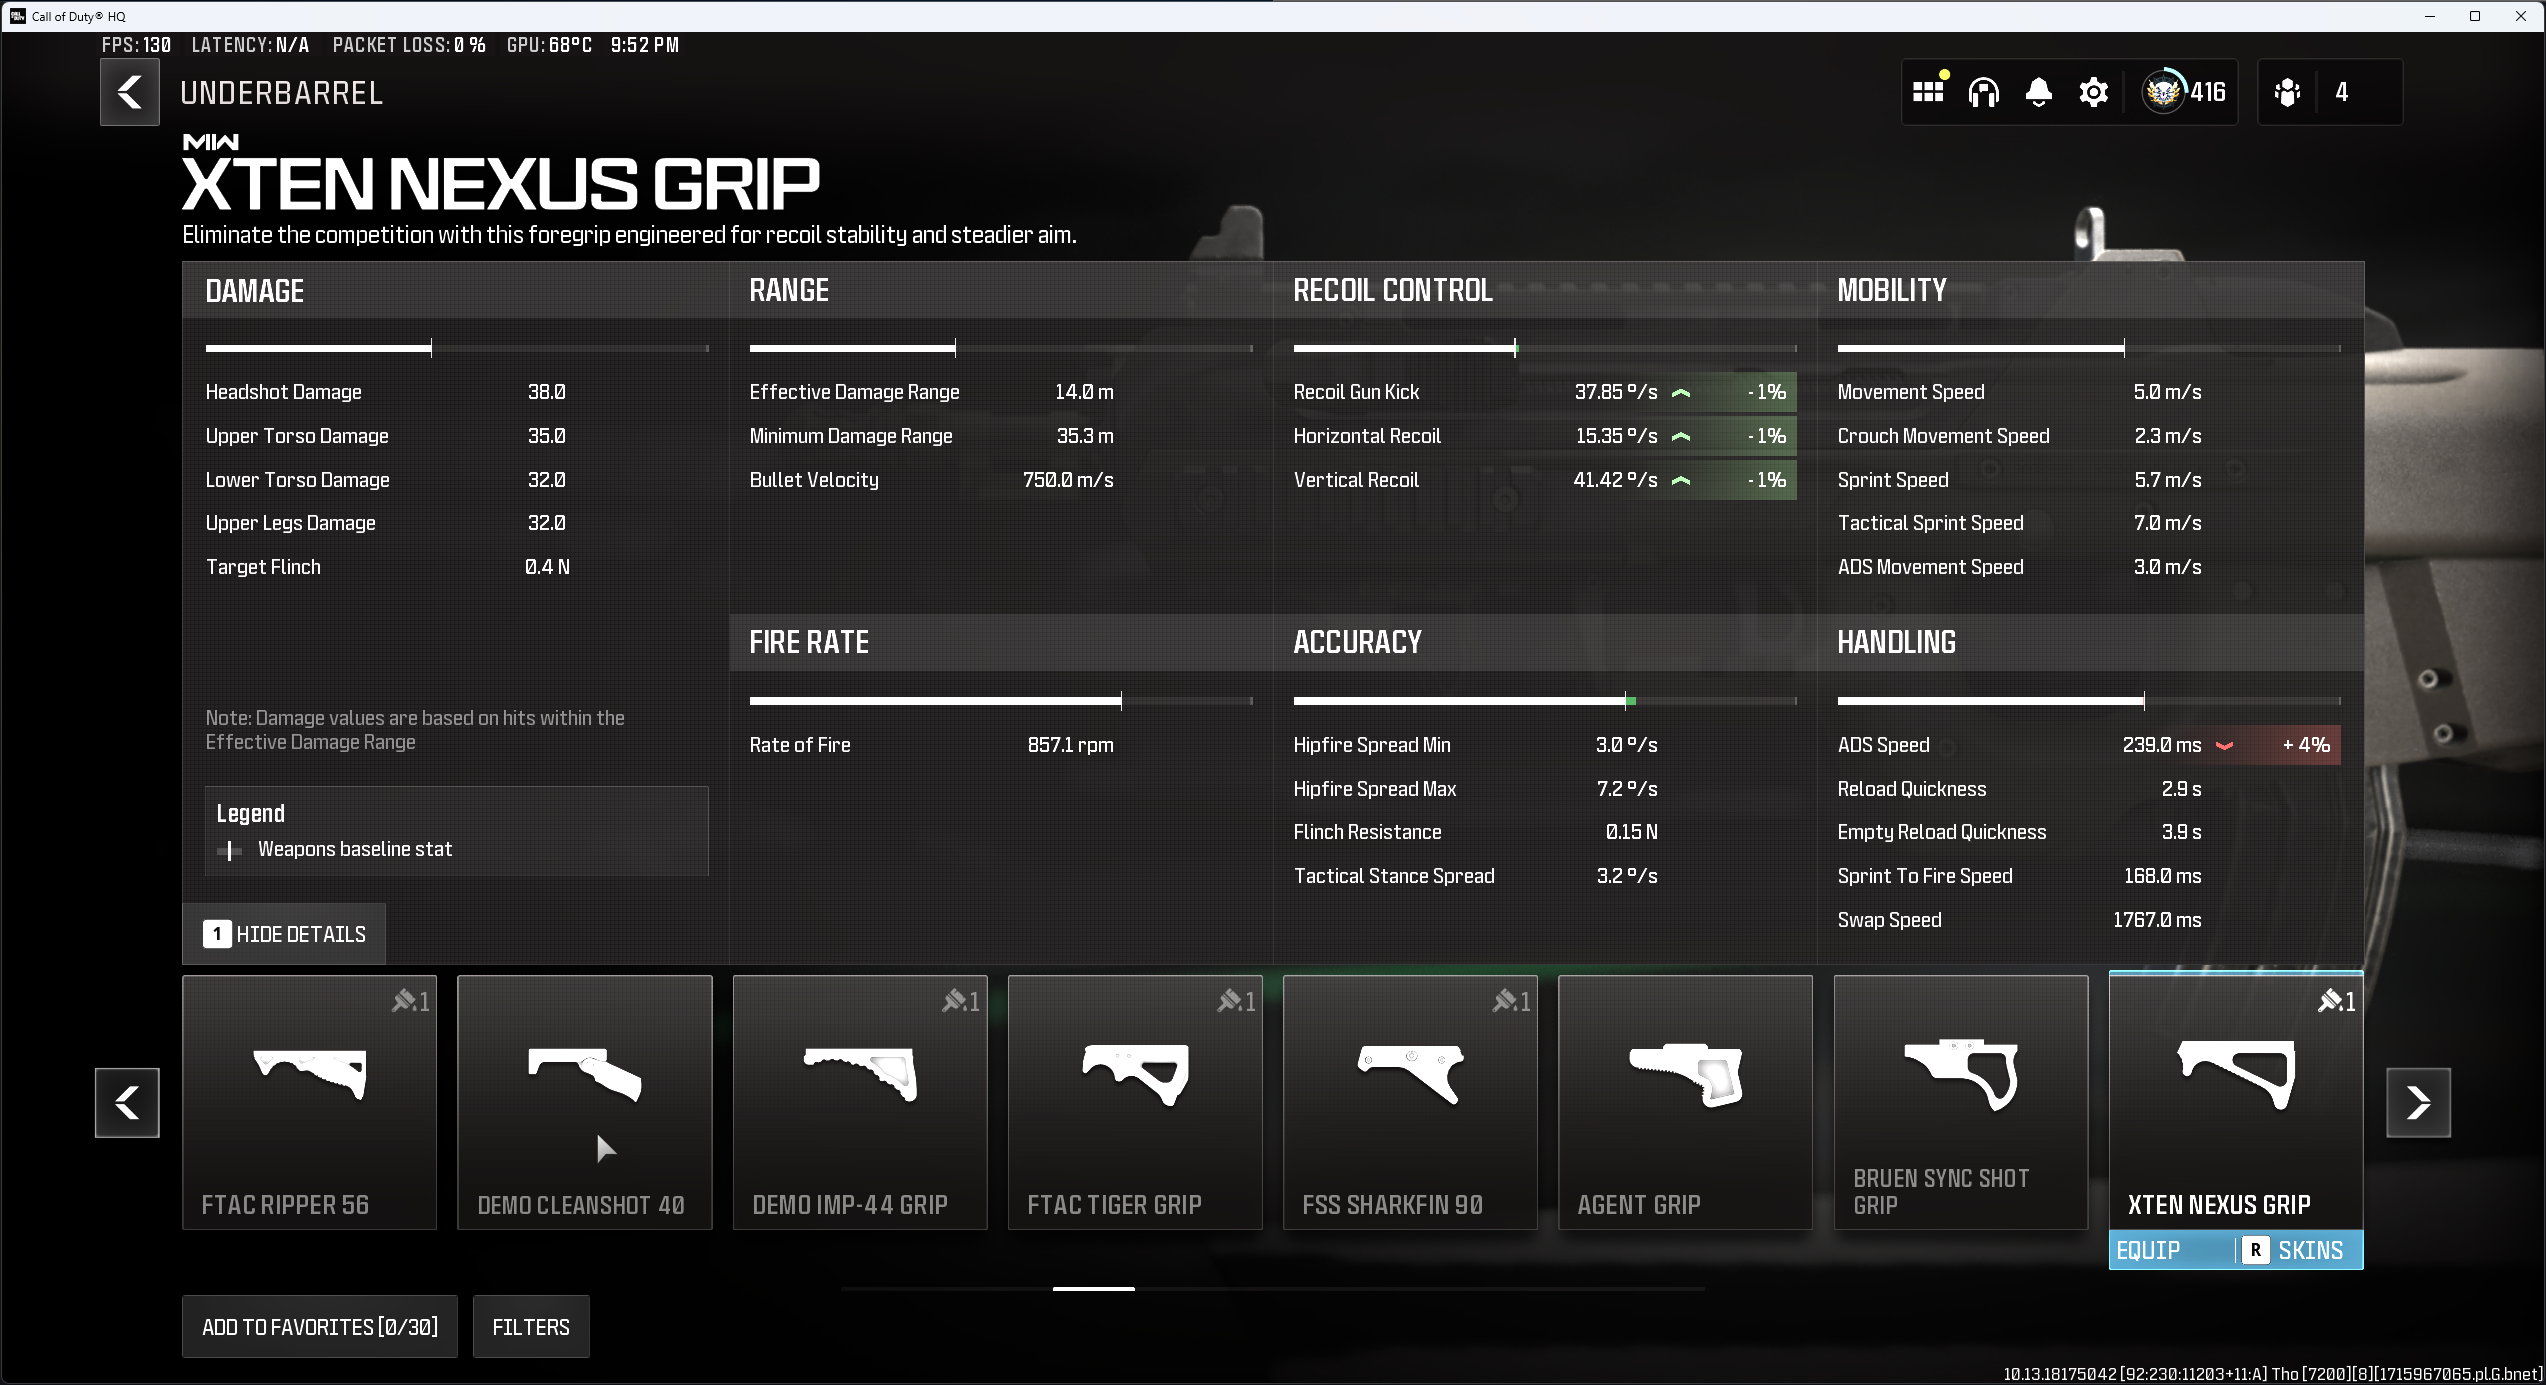 Call of Duty® HQ
FPS: 130 LATENCY: N/A PACKET LOSS: 0 % GPU: 68°C 9:52 PM
UNDERBARREL
416
4
MW
XTEN NEXUS GRIP
Eliminate the competition with this foregrip engineered for recoil stability and steadier aim.
DAMAGE
Headshot Damage 38.0
Upper Torso Damage 35.0
Lower Torso Damage 32.0
Upper Legs Damage 32.0
Target Flinch 0.4 N
Note: Damage values are based on hits within the
Effective Damage Range
Legend
Weapons baseline stat
1 HIDE DETAILS
RANGE
Effective Damage Range 14.0 m
Minimum Damage Range 35.3 m
Bullet Velocity 750.0 m/s
FIRE RATE
Rate of Fire 857.1 rpm
RECOIL CONTROL
Recoil Gun Kick 37.85 º/s -1%
Horizontal Recoil 15.35 º/s -1%
Vertical Recoil 41.42 º/s -1%
ACCURACY
Hipfire Spread Min 3.0 º/s
Hipfire Spread Max 7.2 º/s
Flinch Resistance 0.15 N
Tactical Stance Spread 3.2 º/s
MOBILITY
Movement Speed 5.0 m/s
Crouch Movement Speed 2.3 m/s
Sprint Speed 5.7 m/s
Tactical Sprint Speed 7.0 m/s
ADS Movement Speed 3.0 m/s
HANDLING
ADS Speed 239.0 ms + 4%
Reload Quickness 2.9 s
Empty Reload Quickness 3.9 s
Sprint To Fire Speed 168.0 ms
Swap Speed 1767.0 ms
1
FTAC RIPPER 56
DEMO CLEANSHOT 40
1
DEMO IMP-44 GRIP
1
FTAC TIGER GRIP
1
FSS SHARKFIN 90
AGENT GRIP
BRUEN SYNC SHOT
GRIP
1
XTEN NEXUS GRIP
EQUIP R SKINS
ADD TO FAVORITES [0/30]
FILTERS
10.13.18175042 [92:230:11203+11:A] Tho [7200][8][1715967065.pl.G.bnet]